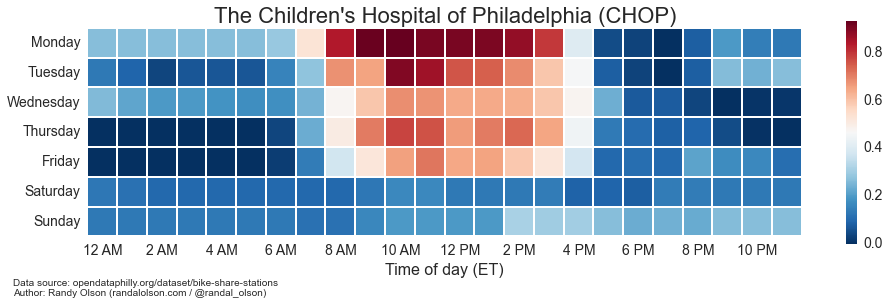 The Children's Hospital of Philadelphia (CHOP)
Monday
Tuesday
Wednesday
Thursday
Friday
Saturday
Sunday
12 AM 2 AM 4 AM 6 AM 8 AM 10 AM 12 PM 2 PM 4 PM 6 PM 8 PM 10 PM
Time of day (ET)
0.8
0.6
0.4
0.2
0.0
Data source: opendataphilly.org/dataset/bike-share-stations
Author: Randy Olson (randalolson.com / @randal_olson)